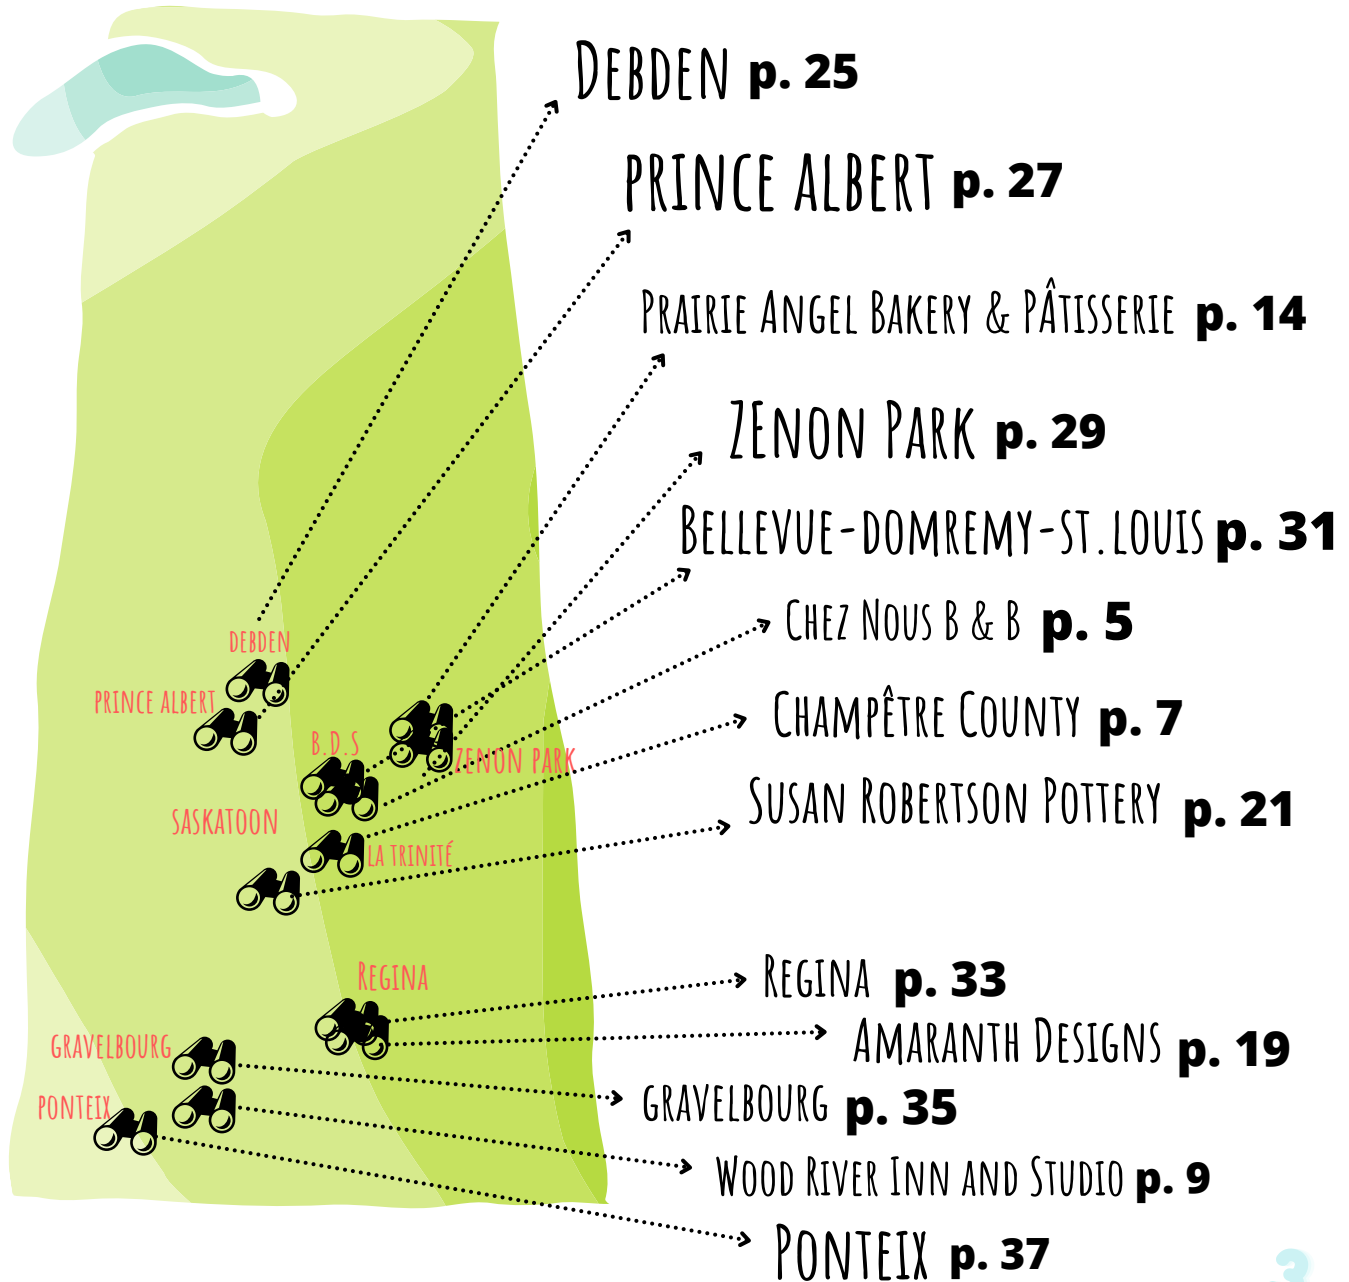 DEBDEN p. 25
PRINCE ALBERT p. 27
PRAIRIE ANGEL BAKERY & PÂTISSERIE p. 14
ZENON PARK p. 29
BELLEVUE-DOMREMY-ST.LOUIS p. 31
CHEZ NOUS B & B p. 5
CHAMPÊTRE COUNTY p. 7
SUSAN ROBERTSON POTTERY p. 21
REGINA p. 33
AMARANTH DESIGNS p. 19
GRAVELBOURG p. 35
WOOD RIVER INN AND STUDIO p. 9
PONTEIX p. 37
DEBDEN
PRINCE ALBERT
B.D.S
ZENON PARK
SASKATOON
LA TRINITÉ
REGINA
GRAVELBOURG
PONTEIX